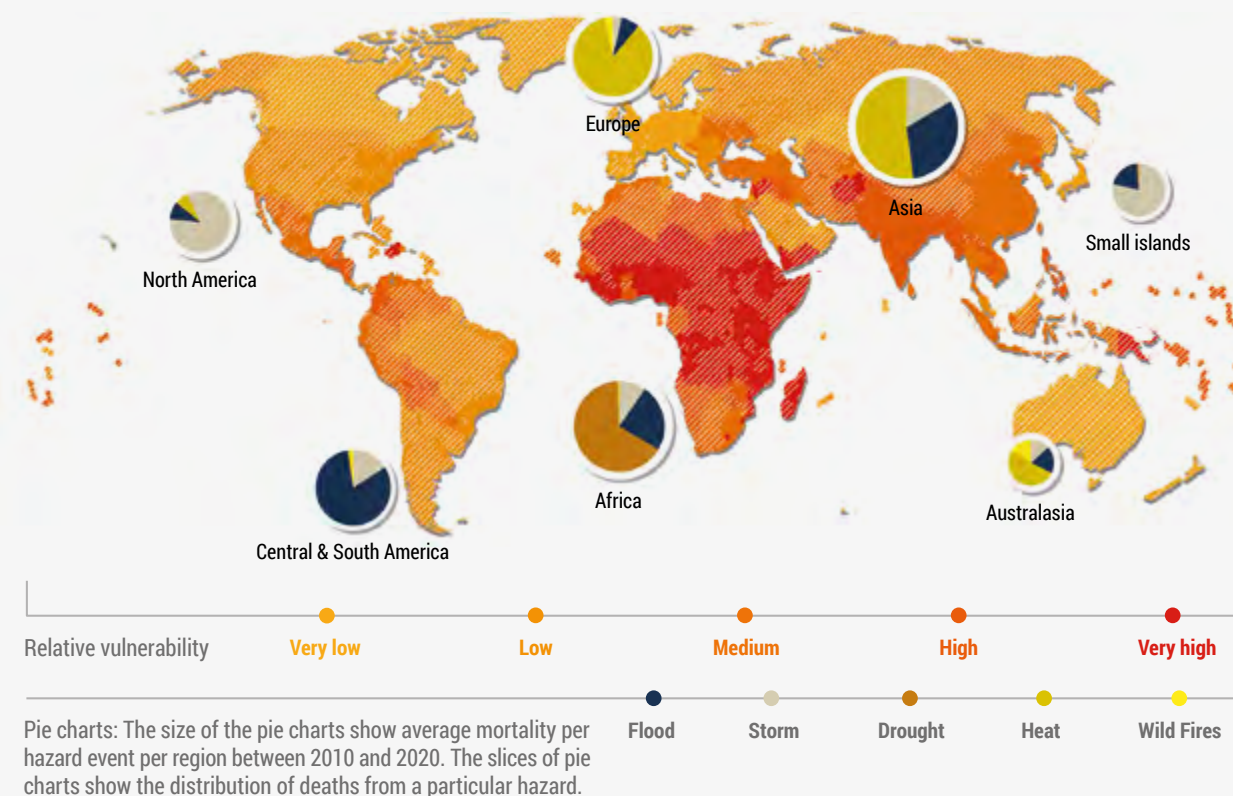 Europe
Asia
Small islands
North America
Africa
Australasia
Central & South America
Relative vulnerability
Very low
Low
Medium
High
Very high
Pie charts: The size of the pie charts show average mortality per
hazard event per region between 2010 and 2020. The slices of pie
charts show the distribution of deaths from a particular hazard.
Flood
Storm
Drought
Heat
Wild Fires